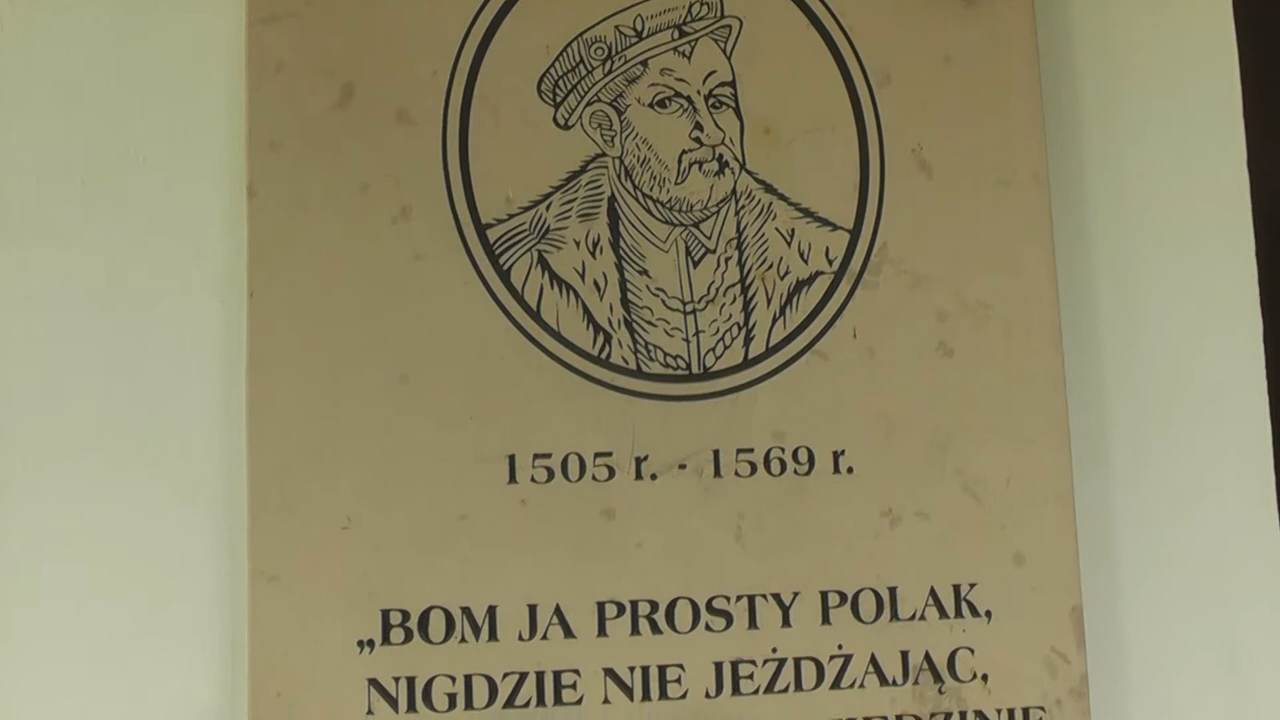 1505 r. - 1569 r.
„BOM JA PROSTY POLAK,
NIGDZIE NIE JEŻDŻAJĄC,